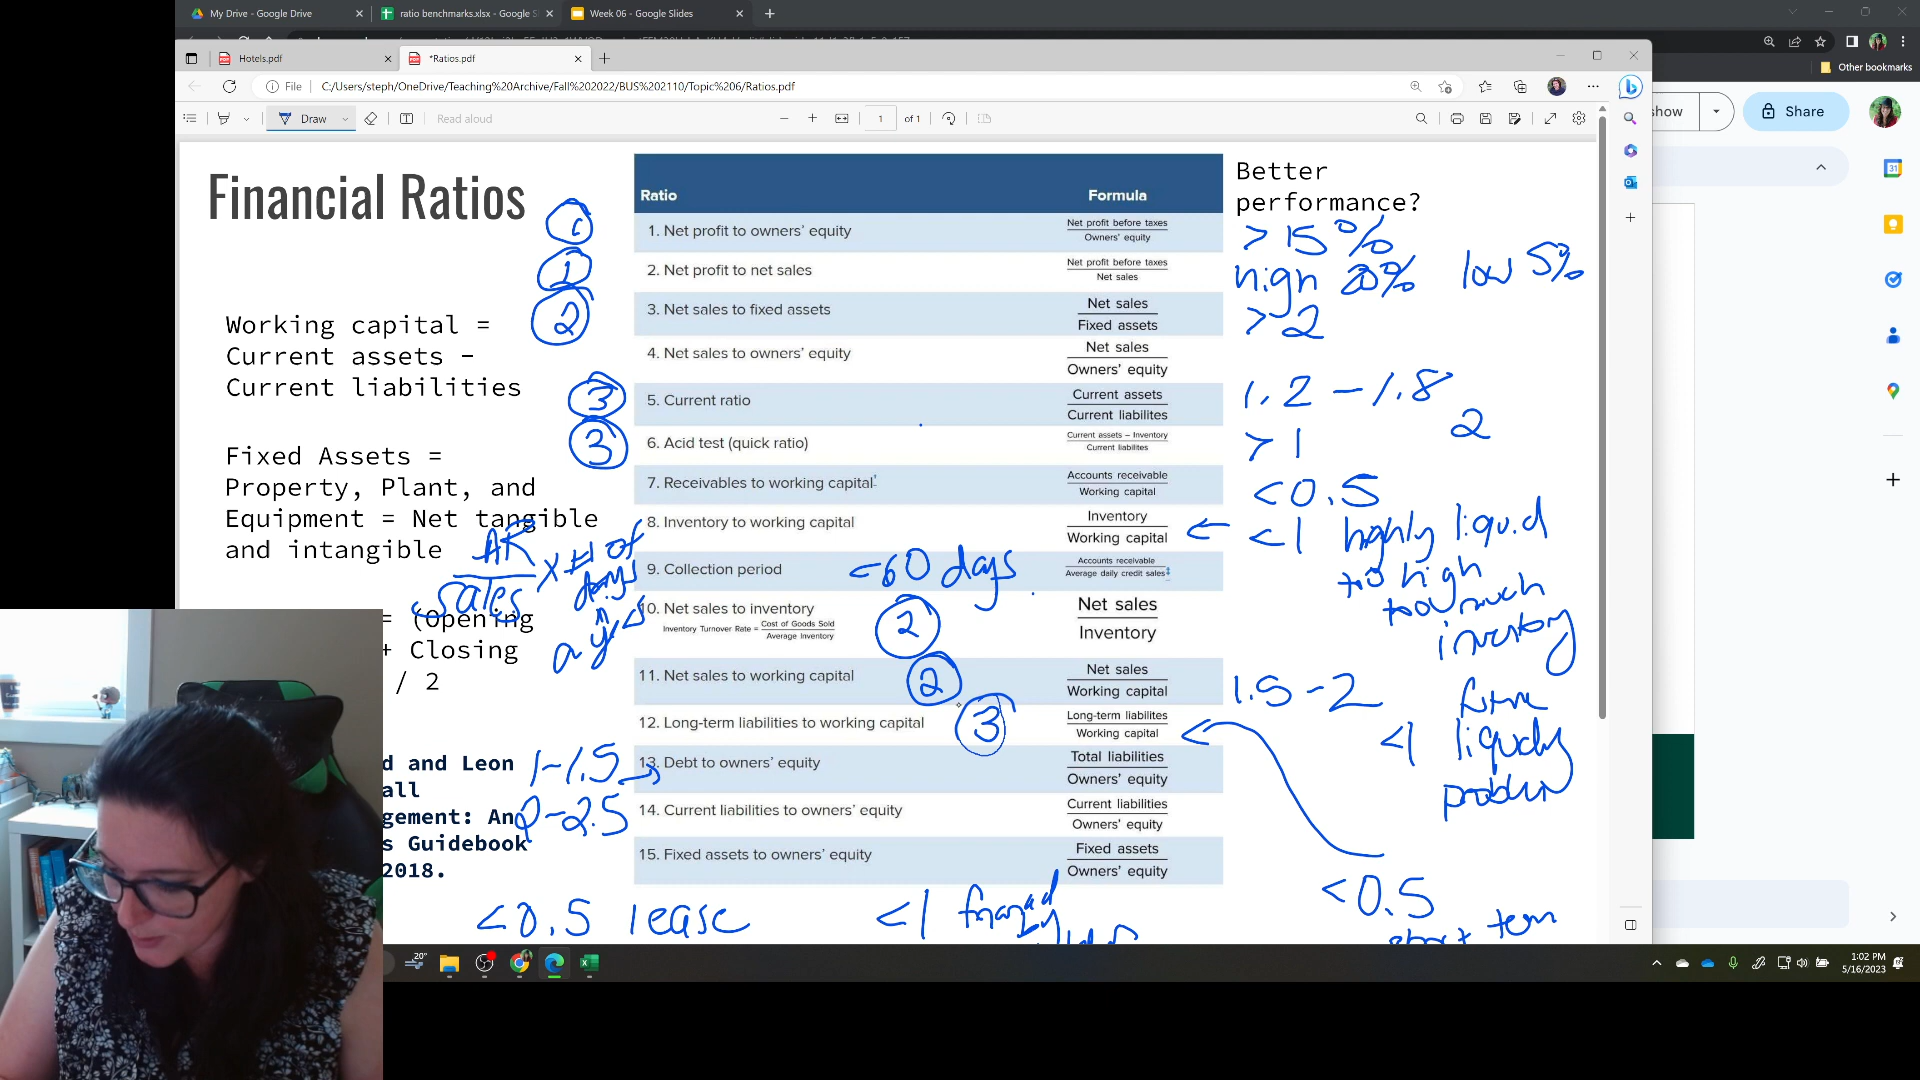 My Drive - Google Drive
ratio benchmarks.xlsx - Google S
Week 06 - Google Slides
Other bookmarks
Hotels.pdf
*Ratios.pdf
File
C:/Users/steph/OneDrive/Teaching%20Archive/Fall%202022/BUS%202110/Topic%206/Ratios.pdf
Draw
Read aloud
1
of 1
show
Share
Financial Ratios
Working capital =
Current assets -
Current liabilities
Fixed Assets =
Property, Plant, and
Equipment = Net tangible
and intangible
= (Opening
+ Closing
/ 2
d and Leon
all
gement: An
s Guidebook
2018.
AR
Sales
x # of
days
1-1.5
2-2.5
Ratio
Formula
1
1. Net profit to owners' equity
Net profit before taxes
Owners' equity
1
2. Net profit to net sales
Net profit before taxes
Net sales
2
3. Net sales to fixed assets
Net sales
Fixed assets
4. Net sales to owners' equity
Net sales
Owners' equity
3
5. Current ratio
Current assets
Current liabilites
3
6. Acid test (quick ratio)
Current assets – Inventory
Current liabilites
7. Receivables to working capital†
Accounts receivable
Working capital
8. Inventory to working capital
Inventory
Working capital
9. Collection period
<60 days
Accounts receivable
Average daily credit sales‡
10. Net sales to inventory
Inventory Turnover Rate = Cost of Goods Sold
Average Inventory
2
Net sales
Inventory
11. Net sales to working capital
2
Net sales
Working capital
12. Long-term liabilities to working capital
3
Long-term liabilites
Working capital
13. Debt to owners' equity
Total liabilities
Owners' equity
14. Current liabilities to owners' equity
Current liabilities
Owners' equity
15. Fixed assets to owners' equity
Fixed assets
Owners' equity
Better
performance?
> 15%
high 20% low 5%
> 2
1.2 - 1.8
2
> 1
<0.5
<1 highly liquid
too high
too much
inventory
1.5-2
<1 liquidity
problem
<0.5
short term
<0.5 lease
<1
20°
1:02 PM
5/16/2023